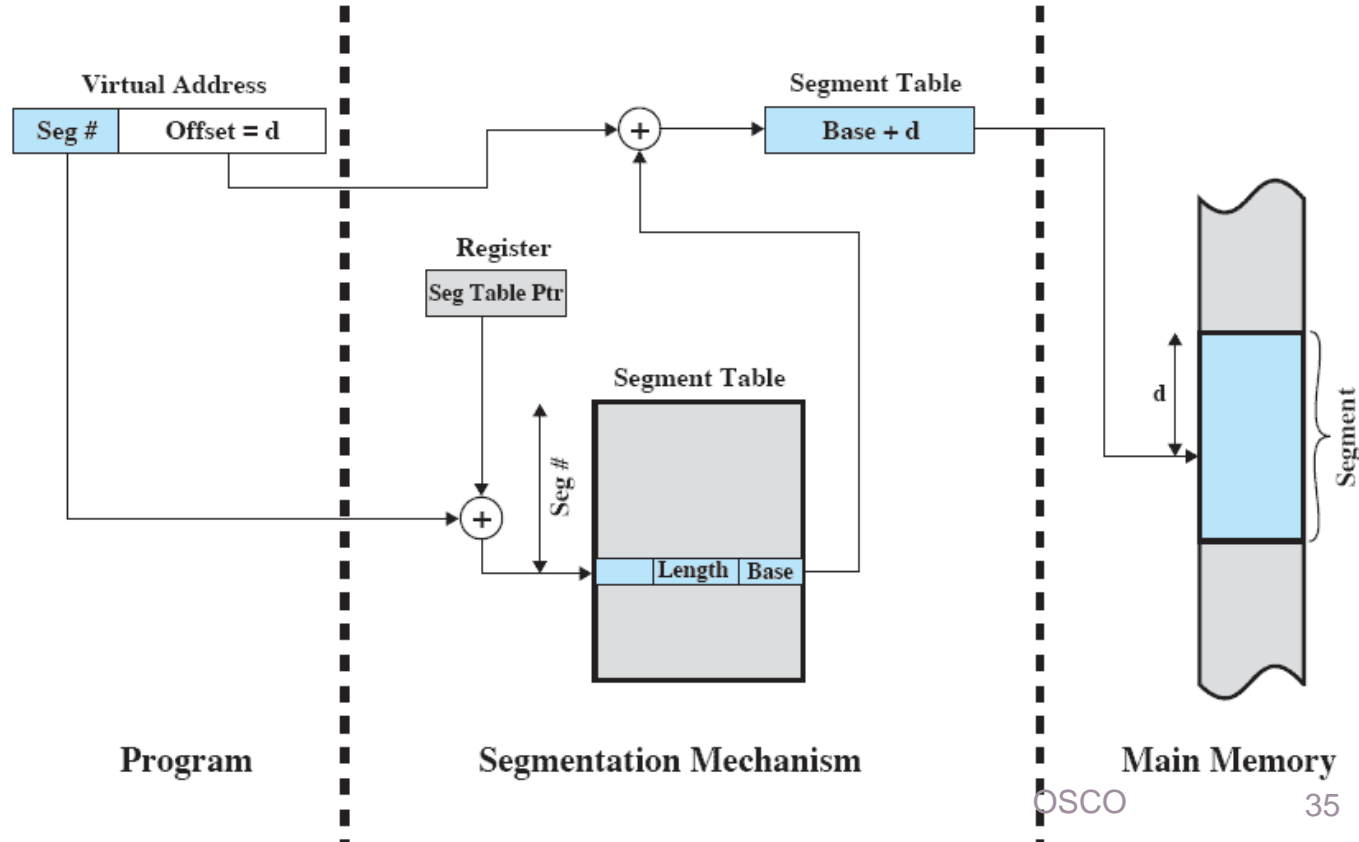 Virtual Address
Seg #
Offset = d
+
Segment Table
Base + d
Register
Seg Table Ptr
Segment Table
Seg #
+
Length
Base
d
Segment
Program
Segmentation Mechanism
Main Memory
OSCO
35